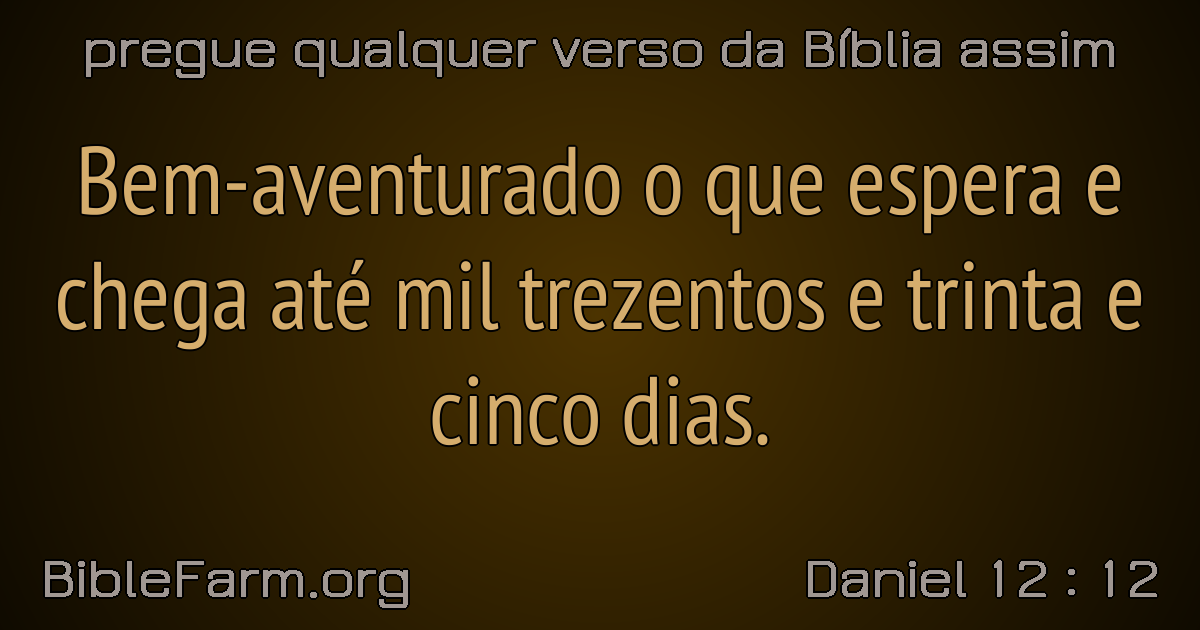 pregue qualquer verso da Bíblia assim
Bem-aventurado o que espera e
chega até mil trezentos e trinta e
cinco dias.
BibleFarm.org
Daniel 12 : 12